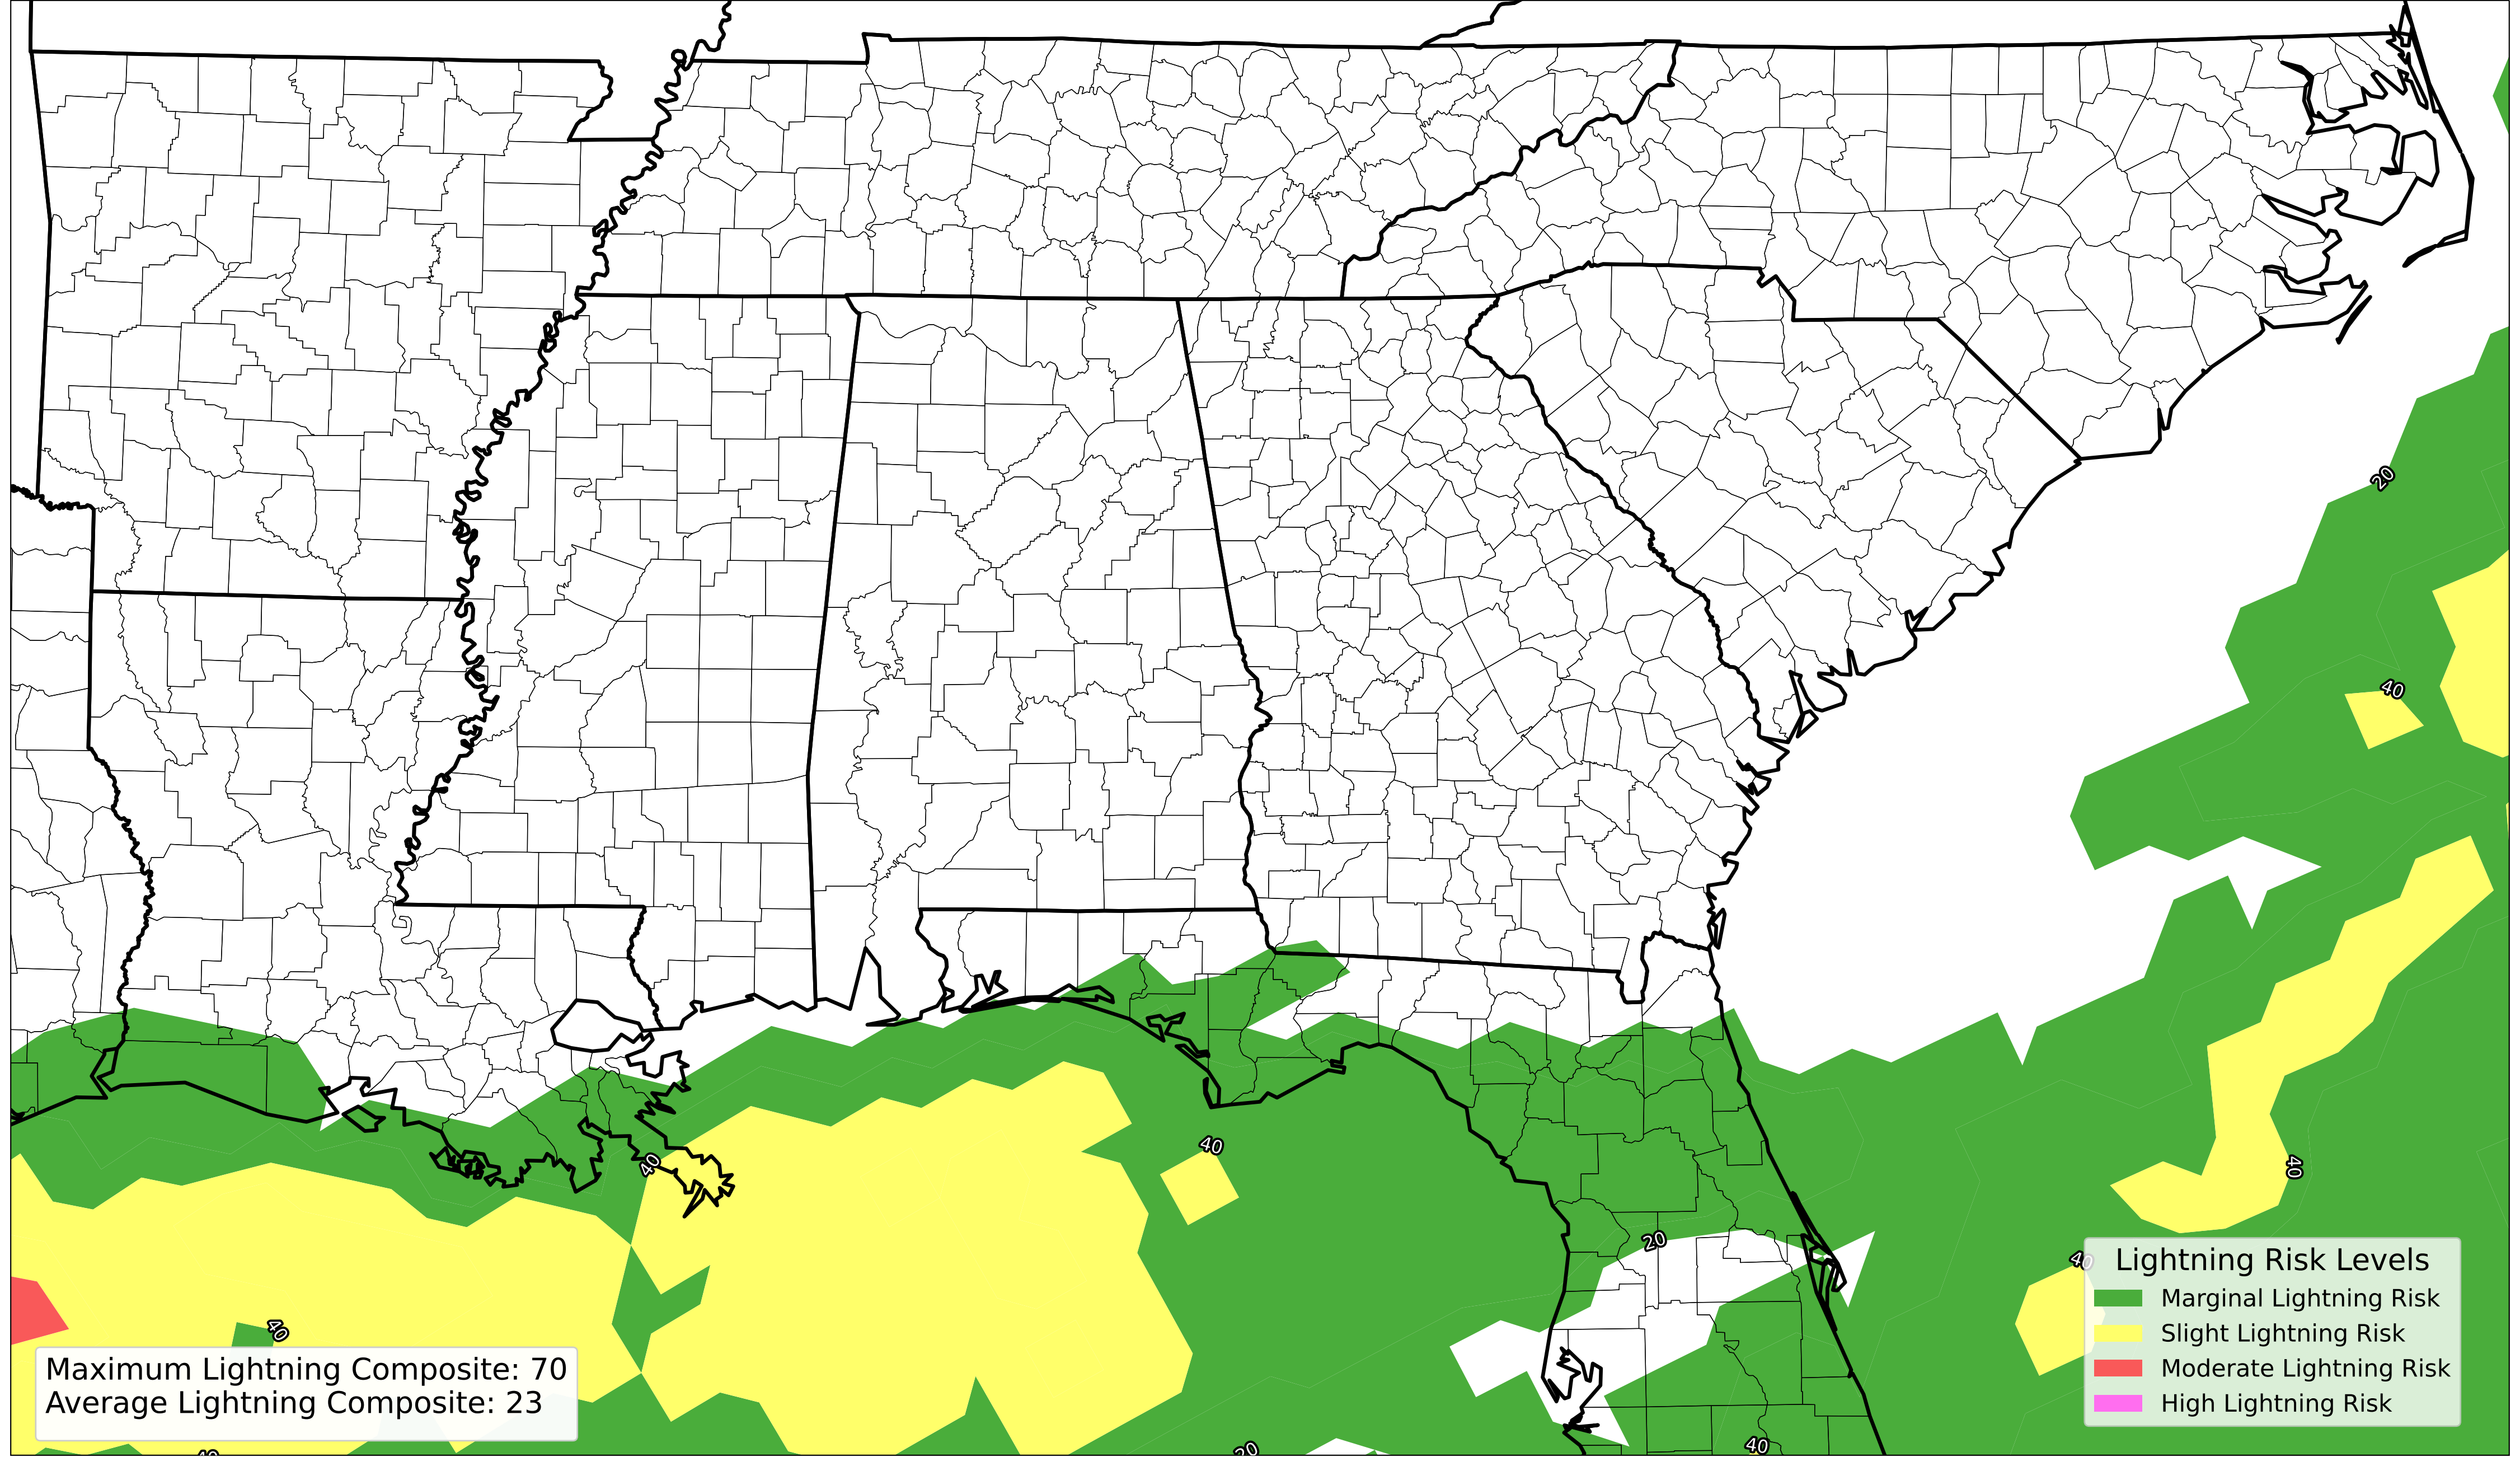 20
40
40
40
20
40
40
40
40
20
40
Maximum Lightning Composite: 70
Average Lightning Composite: 23
Lightning Risk Levels
Marginal Lightning Risk
Slight Lightning Risk
Moderate Lightning Risk
High Lightning Risk